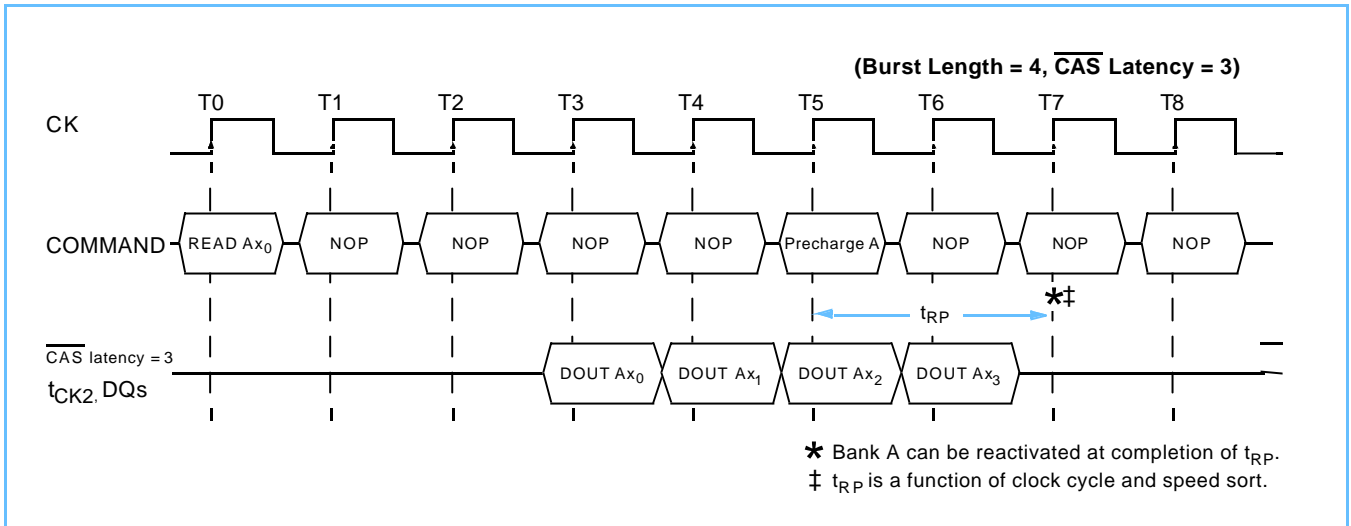 (Burst Length = 4, CAS Latency = 3)
T0 T1 T2 T3 T4 T5 T6 T7 T8
CK
COMMAND READ Ax0 NOP NOP NOP NOP Precharge A NOP NOP NOP
*‡
tRP
CAS latency = 3
tCK2, DQs DOUT Ax0 DOUT Ax1 DOUT Ax2 DOUT Ax3
* Bank A can be reactivated at completion of tRP.
‡ tRP is a function of clock cycle and speed sort.